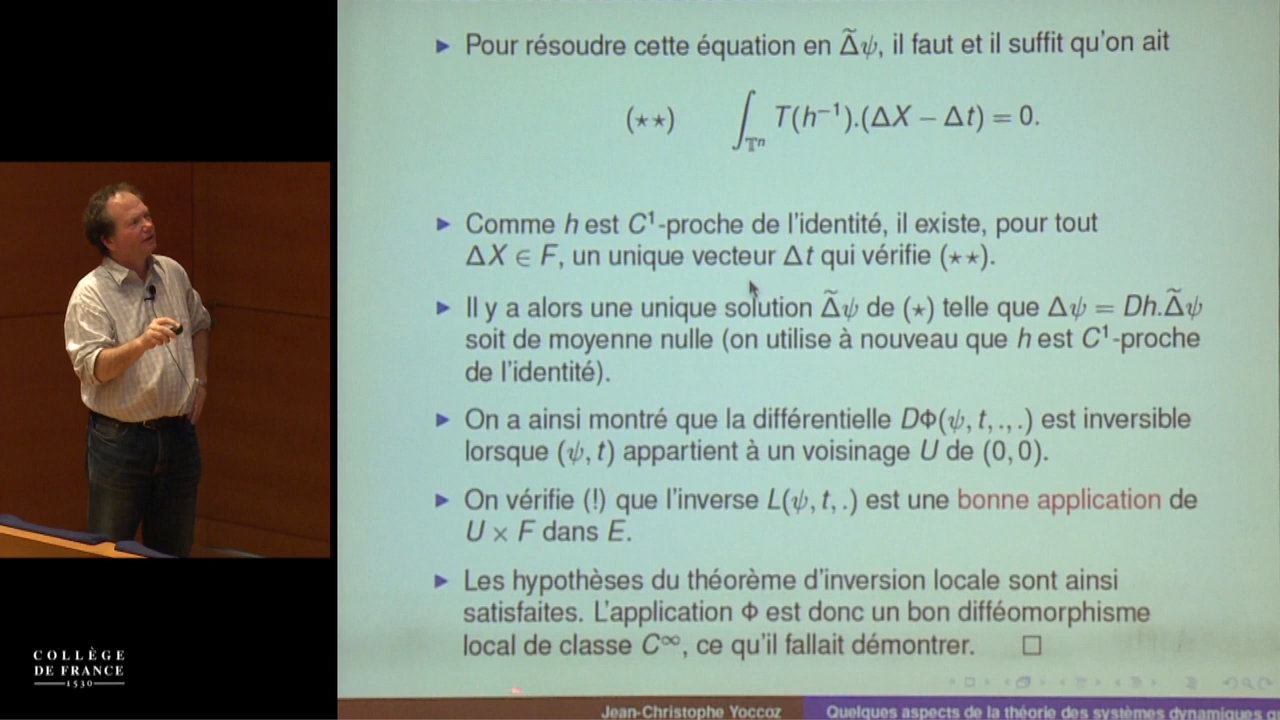 ► Pour résoudre cette équation en Δ̃ψ, il faut et il suffit qu'on ait
(⋆⋆) ∫_𝕋ⁿ T(h⁻¹).(ΔX − Δt) = 0.
► Comme h est C¹-proche de l'identité, il existe, pour tout
ΔX ∈ F, un unique vecteur Δt qui vérifie (⋆⋆).
► Il y a alors une unique solution Δ̃ψ de (⋆) telle que Δψ = Dh.Δ̃ψ
soit de moyenne nulle (on utilise à nouveau que h est C¹-proche
de l'identité).
► On a ainsi montré que la différentielle DΦ(ψ, t, ., .) est inversible
lorsque (ψ, t) appartient à un voisinage U de (0, 0).
► On vérifie (!) que l'inverse L(ψ, t, .) est une bonne application de
U × F dans E.
► Les hypothèses du théorème d'inversion locale sont ainsi
satisfaites. L'application Φ est donc un bon difféomorphisme
local de classe C∞, ce qu'il fallait démontrer. □
COLLÈGE
DE FRANCE
1530
Jean-Christophe Yoccoz
Quelques aspects de la théorie des systèmes dynamiques